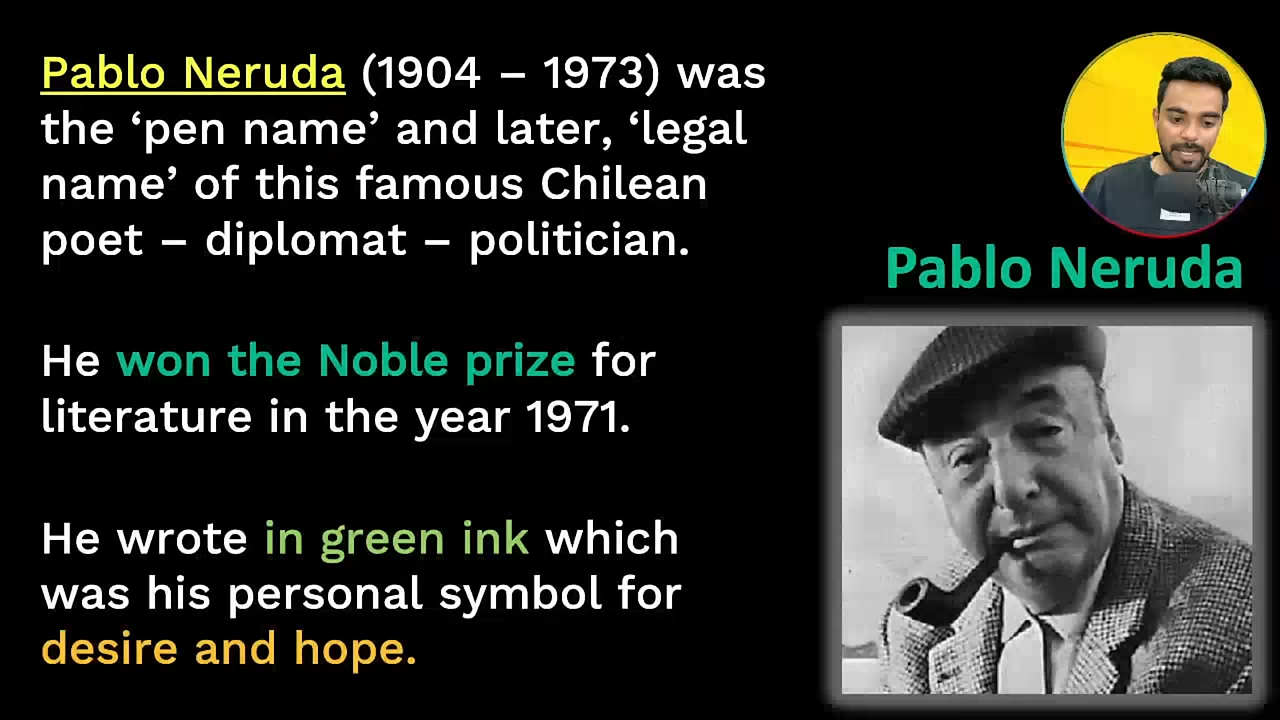 Pablo Neruda (1904 – 1973) was
the ‘pen name’ and later, ‘legal
name’ of this famous Chilean
poet – diplomat – politician.
He won the Noble prize for
literature in the year 1971.
He wrote in green ink which
was his personal symbol for
desire and hope.
Pablo Neruda